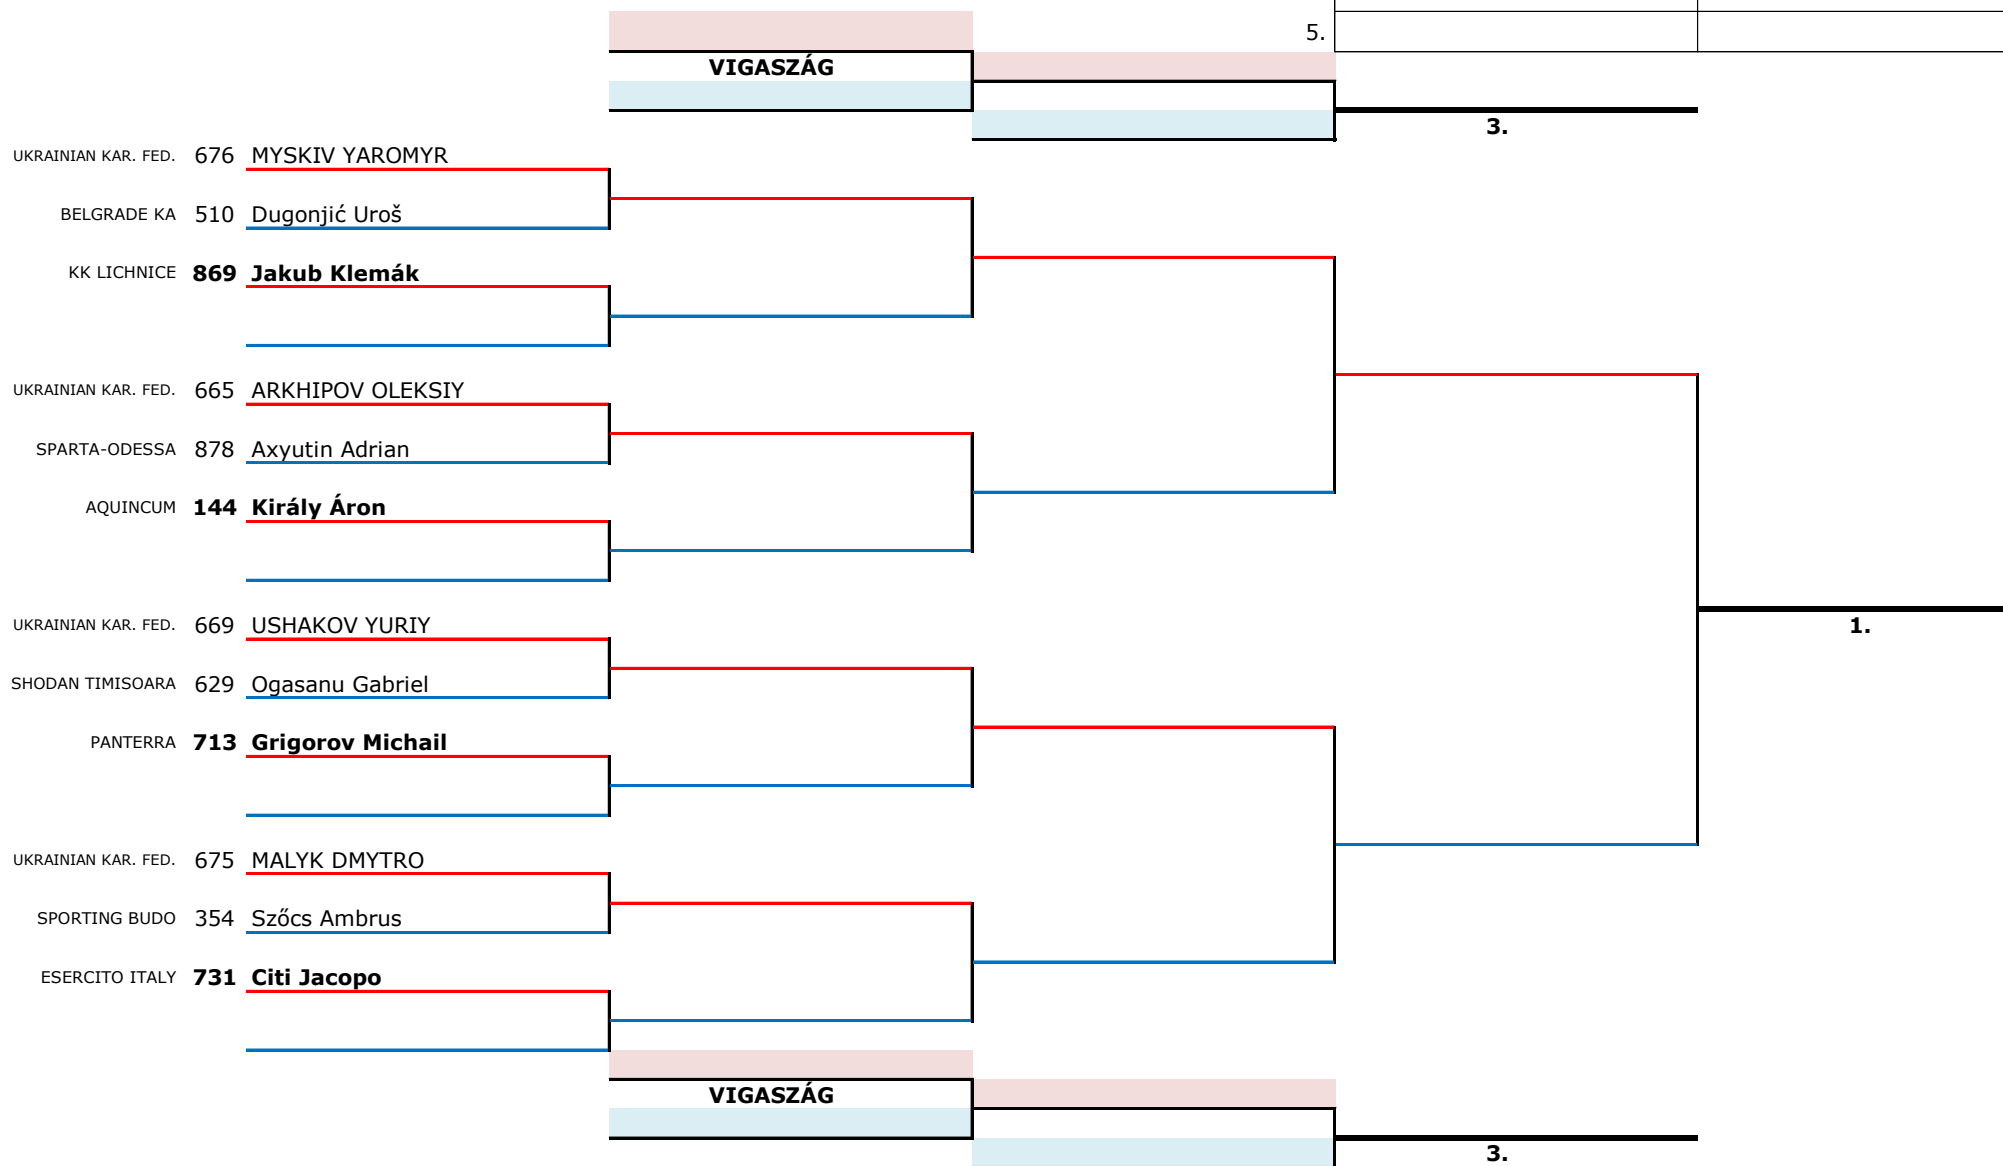 5.
VIGASZÁG
3.
UKRAINIAN KAR. FED. 676 MYSKIV YAROMYR
BELGRADE KA 510 Dugonjić Uroš
KK LICHNICE 869 Jakub Klemák
UKRAINIAN KAR. FED. 665 ARKHIPOV OLEKSIY
SPARTA-ODESSA 878 Axyutin Adrian
AQUINCUM 144 Király Áron
UKRAINIAN KAR. FED. 669 USHAKOV YURIY
1.
SHODAN TIMISOARA 629 Ogasanu Gabriel
PANTERRA 713 Grigorov Michail
UKRAINIAN KAR. FED. 675 MALYK DMYTRO
SPORTING BUDO 354 Szőcs Ambrus
ESERCITO ITALY 731 Citi Jacopo
VIGASZÁG
3.